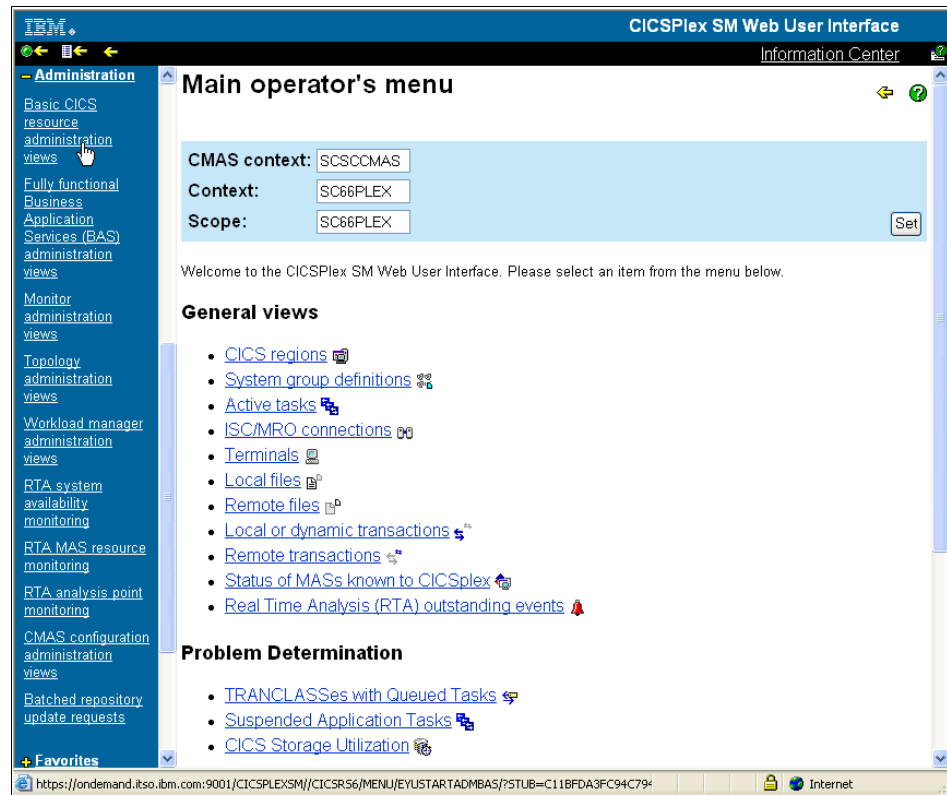 IBM
CICSPlex SM Web User Interface
Information Center
Administration
Basic CICS
resource
administration
views
Fully functional
Business
Application
Services (BAS)
administration
views
Monitor
administration
views
Topology
administration
views
Workload manager
administration
views
RTA system
availability
monitoring
RTA MAS resource
monitoring
RTA analysis point
monitoring
CMAS configuration
administration
views
Batched repository
update requests
Favorites
Main operator's menu
CMAS context: SCSCCMAS
Context: SC66PLEX
Scope: SC66PLEX
Set
Welcome to the CICSPlex SM Web User Interface. Please select an item from the menu below.
General views
• CICS regions
• System group definitions
• Active tasks
• ISC/MRO connections
• Terminals
• Local files
• Remote files
• Local or dynamic transactions
• Remote transactions
• Status of MASs known to CICSplex
• Real Time Analysis (RTA) outstanding events
Problem Determination
• TRANCLASSes with Queued Tasks
• Suspended Application Tasks
• CICS Storage Utilization
https://ondemand.itso.ibm.com:9001/CICSPLEXSM//CICSRS6/MENU/EYUSTARTADMBAS/?STUB=C11BFDA3FC94C794
Internet